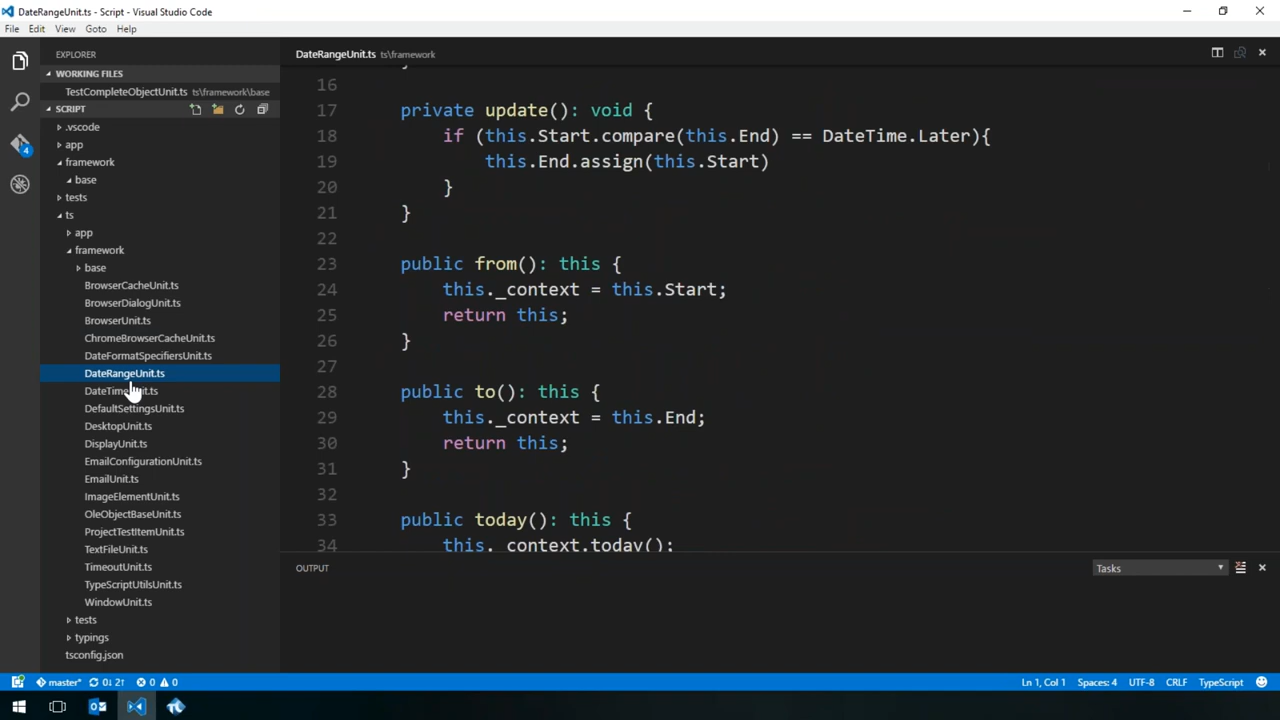 DateRangeUnit.ts - Script - Visual Studio Code
File Edit View Goto Help
EXPLORER
WORKING FILES
TestCompleteObjectUnit.ts ts\framework\base
SCRIPT
.vscode
app
framework
base
tests
ts
app
framework
base
BrowserCacheUnit.ts
BrowserDialogUnit.ts
BrowserUnit.ts
ChromeBrowserCacheUnit.ts
DateFormatSpecifiersUnit.ts
DateRangeUnit.ts
DefaultSettingsUnit.ts
DesktopUnit.ts
DisplayUnit.ts
EmailConfigurationUnit.ts
EmailUnit.ts
ImageElementUnit.ts
OleObjectBaseUnit.ts
ProjectTestItemUnit.ts
TextFileUnit.ts
TimeoutUnit.ts
TypeScriptUtilsUnit.ts
WindowUnit.ts
tests
typings
tsconfig.json
4
DateRangeUnit.ts ts\framework
16
17 private update(): void {
18 if (this.Start.compare(this.End) == DateTime.Later){
19 this.End.assign(this.Start)
20 }
21 }
22
23 public from(): this {
24 this._context = this.Start;
25 return this;
26 }
27
28 public to(): this {
29 this._context = this.End;
30 return this;
31 }
32
33 public today(): this {
34 this._context.today();
OUTPUT
Tasks
master* 0↓ 2↑ 0 0
Ln 1, Col 1 Spaces: 4 UTF-8 CRLF TypeScript